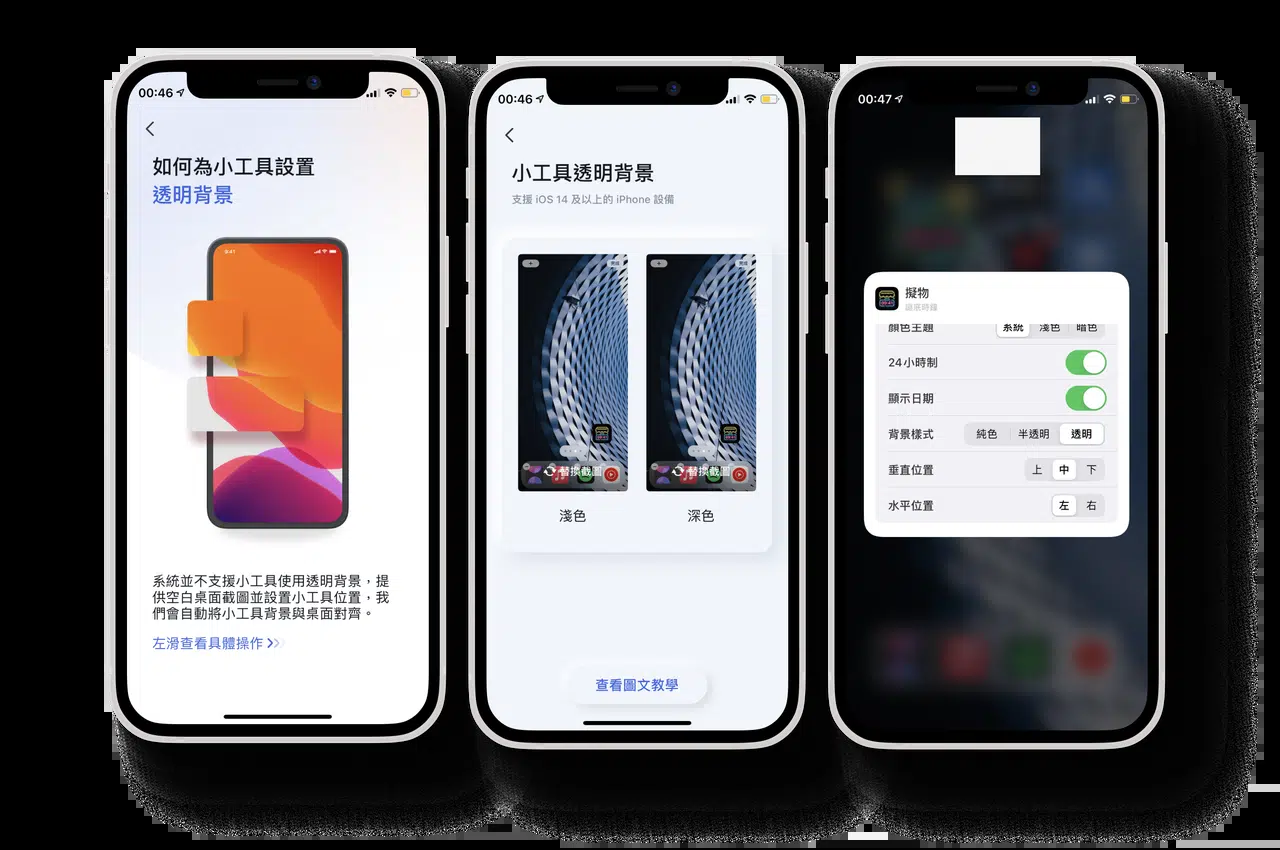 00:46
如何為小工具設置
透明背景
9:41
系統並不支援小工具使用透明背景，提
供空白桌面截圖並設置小工具位置，我
們會自動將小工具背景與桌面對齊。
左滑查看具體操作
00:46
小工具透明背景
支援 iOS 14 及以上的 iPhone 設備
完成
完成
替換截圖
替換截圖
淺色
深色
查看圖文教學
00:47
擬物
顏色主題
系統 淺色 暗色
24小時制
顯示日期
背景樣式
純色 半透明 透明
垂直位置
上 中 下
水平位置
左 右